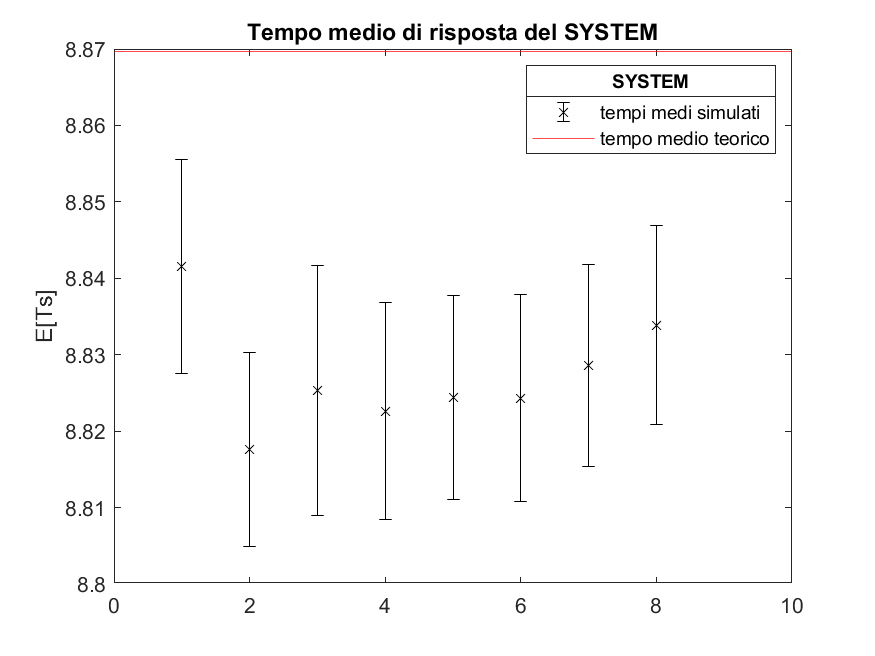 Tempo medio di risposta del SYSTEM
8.87
8.86
8.85
8.84
8.83
8.82
8.81
8.8
E[Ts]
SYSTEM
tempi medi simulati
tempo medio teorico
0 2 4 6 8 10